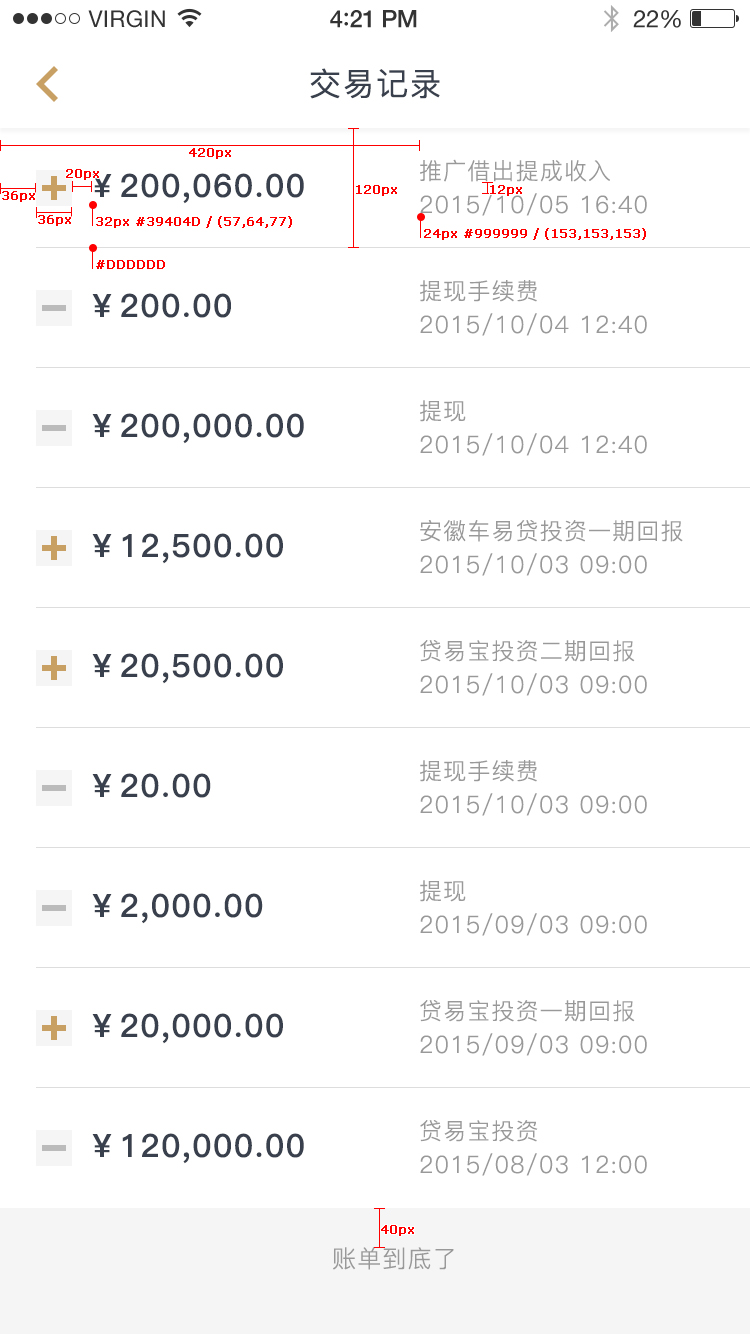 VIRGIN 4:21 PM 22%
交易记录
420px
推广借出提成收入
20px
36px
¥ 200,060.00
120px
12px
2015/10/05 16:40
36px
32px #39404D / (57,64,77)
24px #999999 / (153,153,153)
#DDDDDD
提现手续费
¥ 200.00
2015/10/04 12:40
提现
¥ 200,000.00
2015/10/04 12:40
安徽车易贷投资一期回报
¥ 12,500.00
2015/10/03 09:00
贷易宝投资二期回报
¥ 20,500.00
2015/10/03 09:00
提现手续费
¥ 20.00
2015/10/03 09:00
提现
¥ 2,000.00
2015/09/03 09:00
贷易宝投资一期回报
¥ 20,000.00
2015/09/03 09:00
贷易宝投资
¥ 120,000.00
2015/08/03 12:00
40px
账单到底了